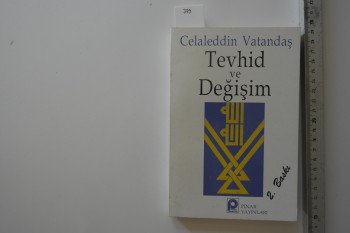 Celaleddin Vatandaş
Tevhid
ve
Değişim
2. Baskı
PINAR
YAYINLARI